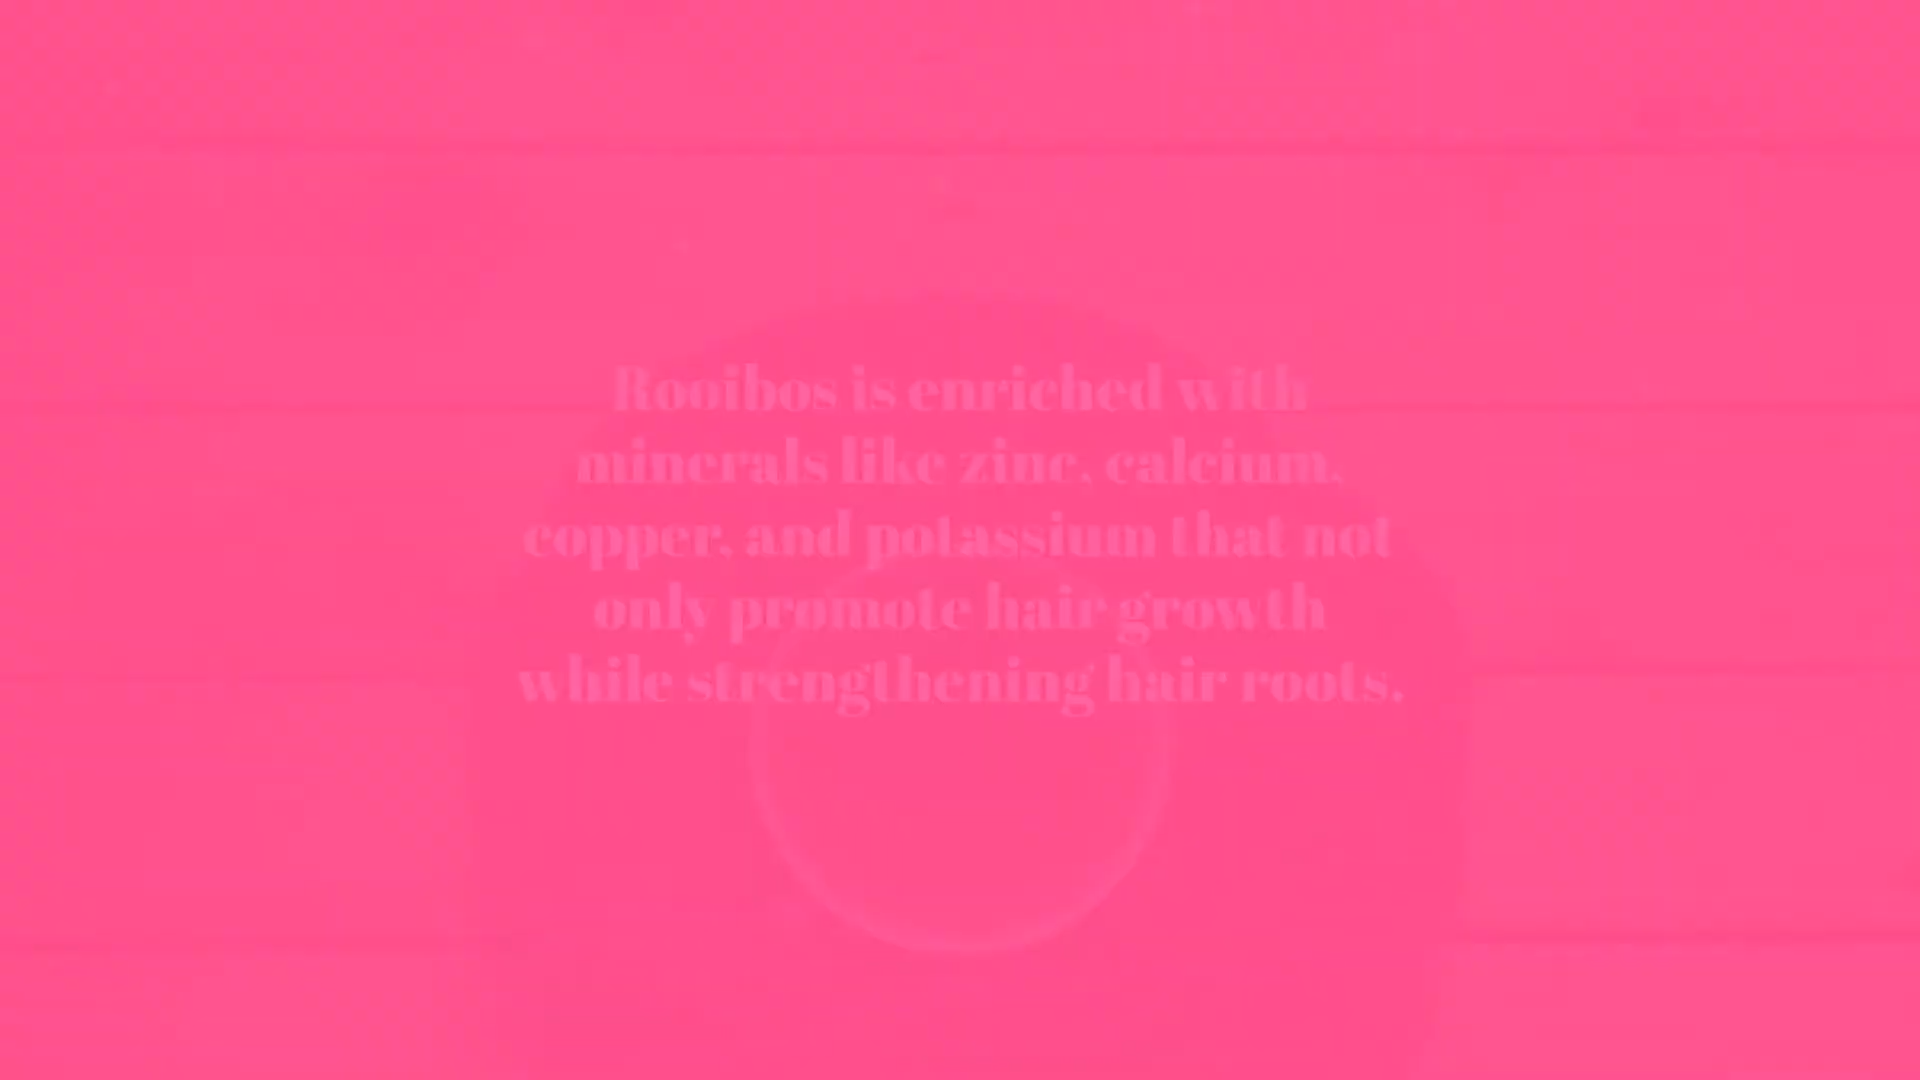 Rooibos is enriched with
minerals like zinc, calcium,
copper, and potassium that not
only promote hair growth
while strengthening hair roots.